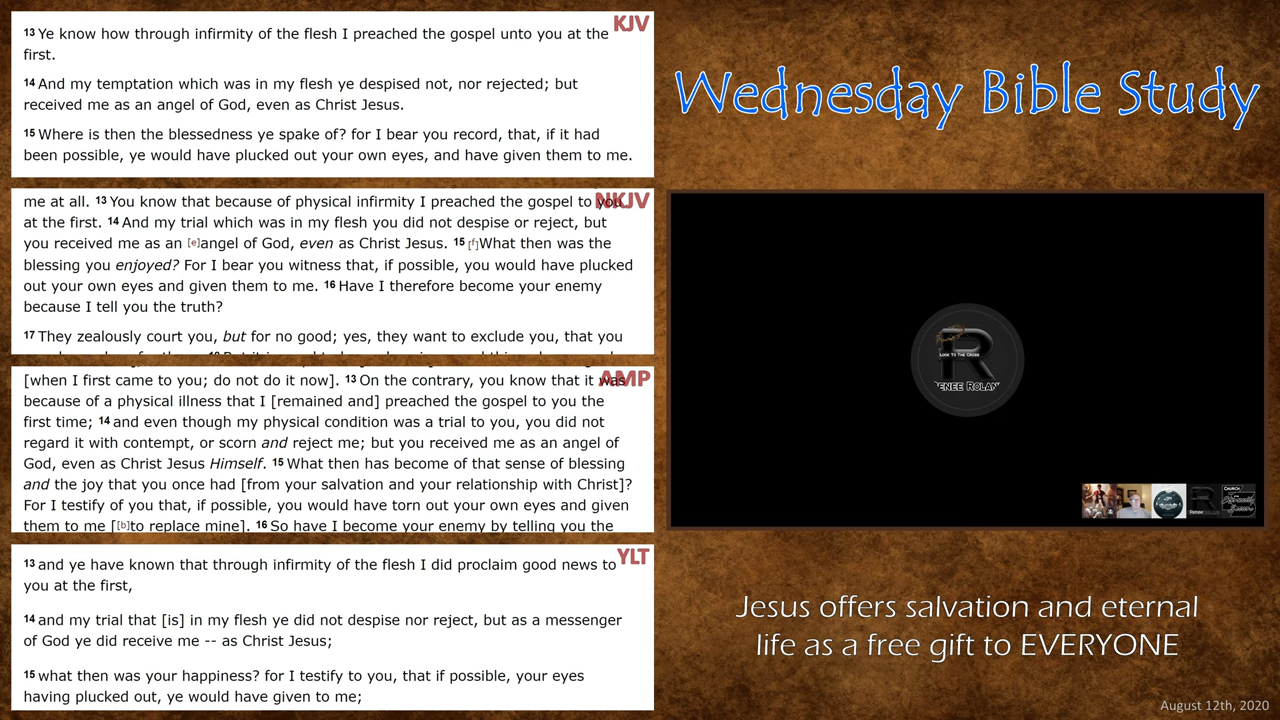 KJV
13 Ye know how through infirmity of the flesh I preached the gospel unto you at the
first.
14 And my temptation which was in my flesh ye despised not, nor rejected; but
received me as an angel of God, even as Christ Jesus.
15 Where is then the blessedness ye spake of? for I bear you record, that, if it had
been possible, ye would have plucked out your own eyes, and have given them to me.
NKJV
me at all. 13 You know that because of physical infirmity I preached the gospel to you
at the first. 14 And my trial which was in my flesh you did not despise or reject, but
you received me as an [e]angel of God, even as Christ Jesus. 15 [f]What then was the
blessing you enjoyed? For I bear you witness that, if possible, you would have plucked
out your own eyes and given them to me. 16 Have I therefore become your enemy
because I tell you the truth?
17 They zealously court you, but for no good; yes, they want to exclude you, that you
AMP
[when I first came to you; do not do it now]. 13 On the contrary, you know that it was
because of a physical illness that I [remained and] preached the gospel to you the
first time; 14 and even though my physical condition was a trial to you, you did not
regard it with contempt, or scorn and reject me; but you received me as an angel of
God, even as Christ Jesus Himself. 15 What then has become of that sense of blessing
and the joy that you once had [from your salvation and your relationship with Christ]?
For I testify of you that, if possible, you would have torn out your own eyes and given
them to me [[b]to replace mine]. 16 So have I become your enemy by telling you the
YLT
13 and ye have known that through infirmity of the flesh I did proclaim good news to
you at the first,
14 and my trial that [is] in my flesh ye did not despise nor reject, but as a messenger
of God ye did receive me -- as Christ Jesus;
15 what then was your happiness? for I testify to you, that if possible, your eyes
having plucked out, ye would have given to me;
Wednesday Bible Study
R
LOOK TO THE CROSS
RENEE ROLAN
Renee
CHURCH
Jesus offers salvation and eternal
life as a free gift to EVERYONE
August 12th, 2020